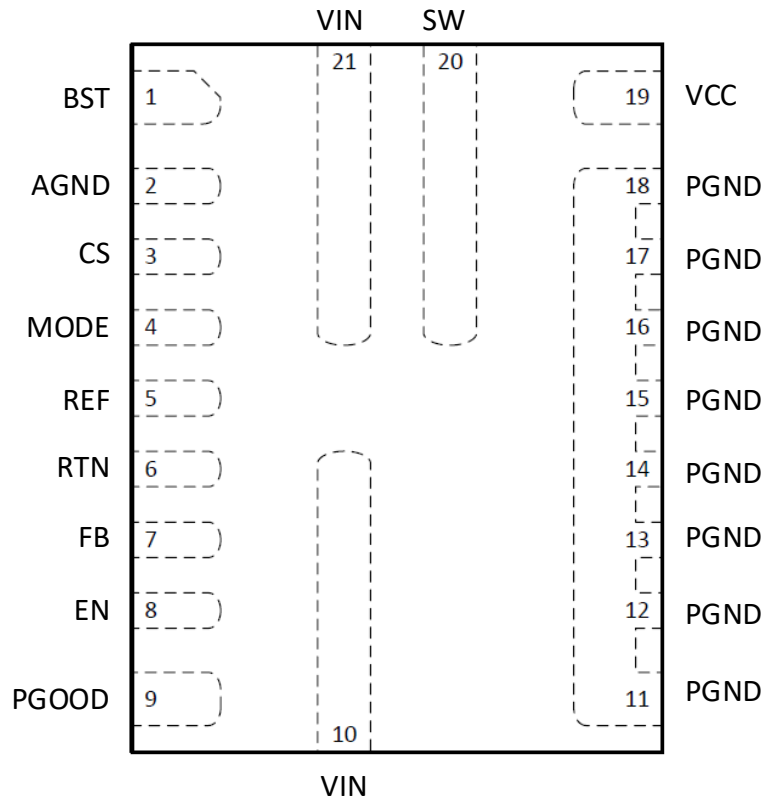 VIN SW
21 20
BST 1 19 VCC
AGND 2 18 PGND
CS 3 17 PGND
MODE 4 16 PGND
REF 5 15 PGND
RTN 6 14 PGND
FB 7 13 PGND
EN 8 12 PGND
PGOOD 9 11 PGND
10
VIN